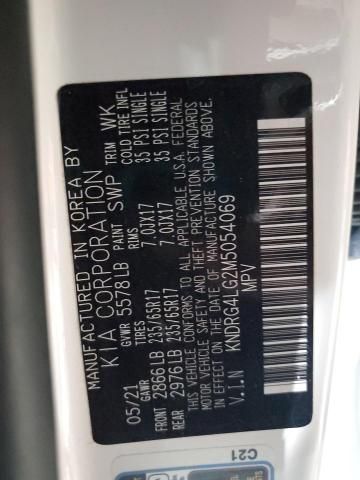 MANUFACTURED IN KOREA BY
KIA CORPORATION
05/21 GVWR 5578 LB SWP TRIM WK
GAWR TIRES RIMS COLD TIRE INFL
FRONT 2866 LB 235/65R17 7.0JX17 35 PSI SINGLE
REAR 2976 LB 235/65R17 7.0JX17 35 PSI SINGLE
THIS VEHICLE CONFORMS TO ALL APPLICABLE U.S.A. FEDERAL
MOTOR VEHICLE SAFETY AND THEFT PREVENTION STANDARDS
IN EFFECT ON THE DATE OF MANUFACTURE SHOWN ABOVE.
V.I.N KNDRG4LG2N5054069
MPV
C21